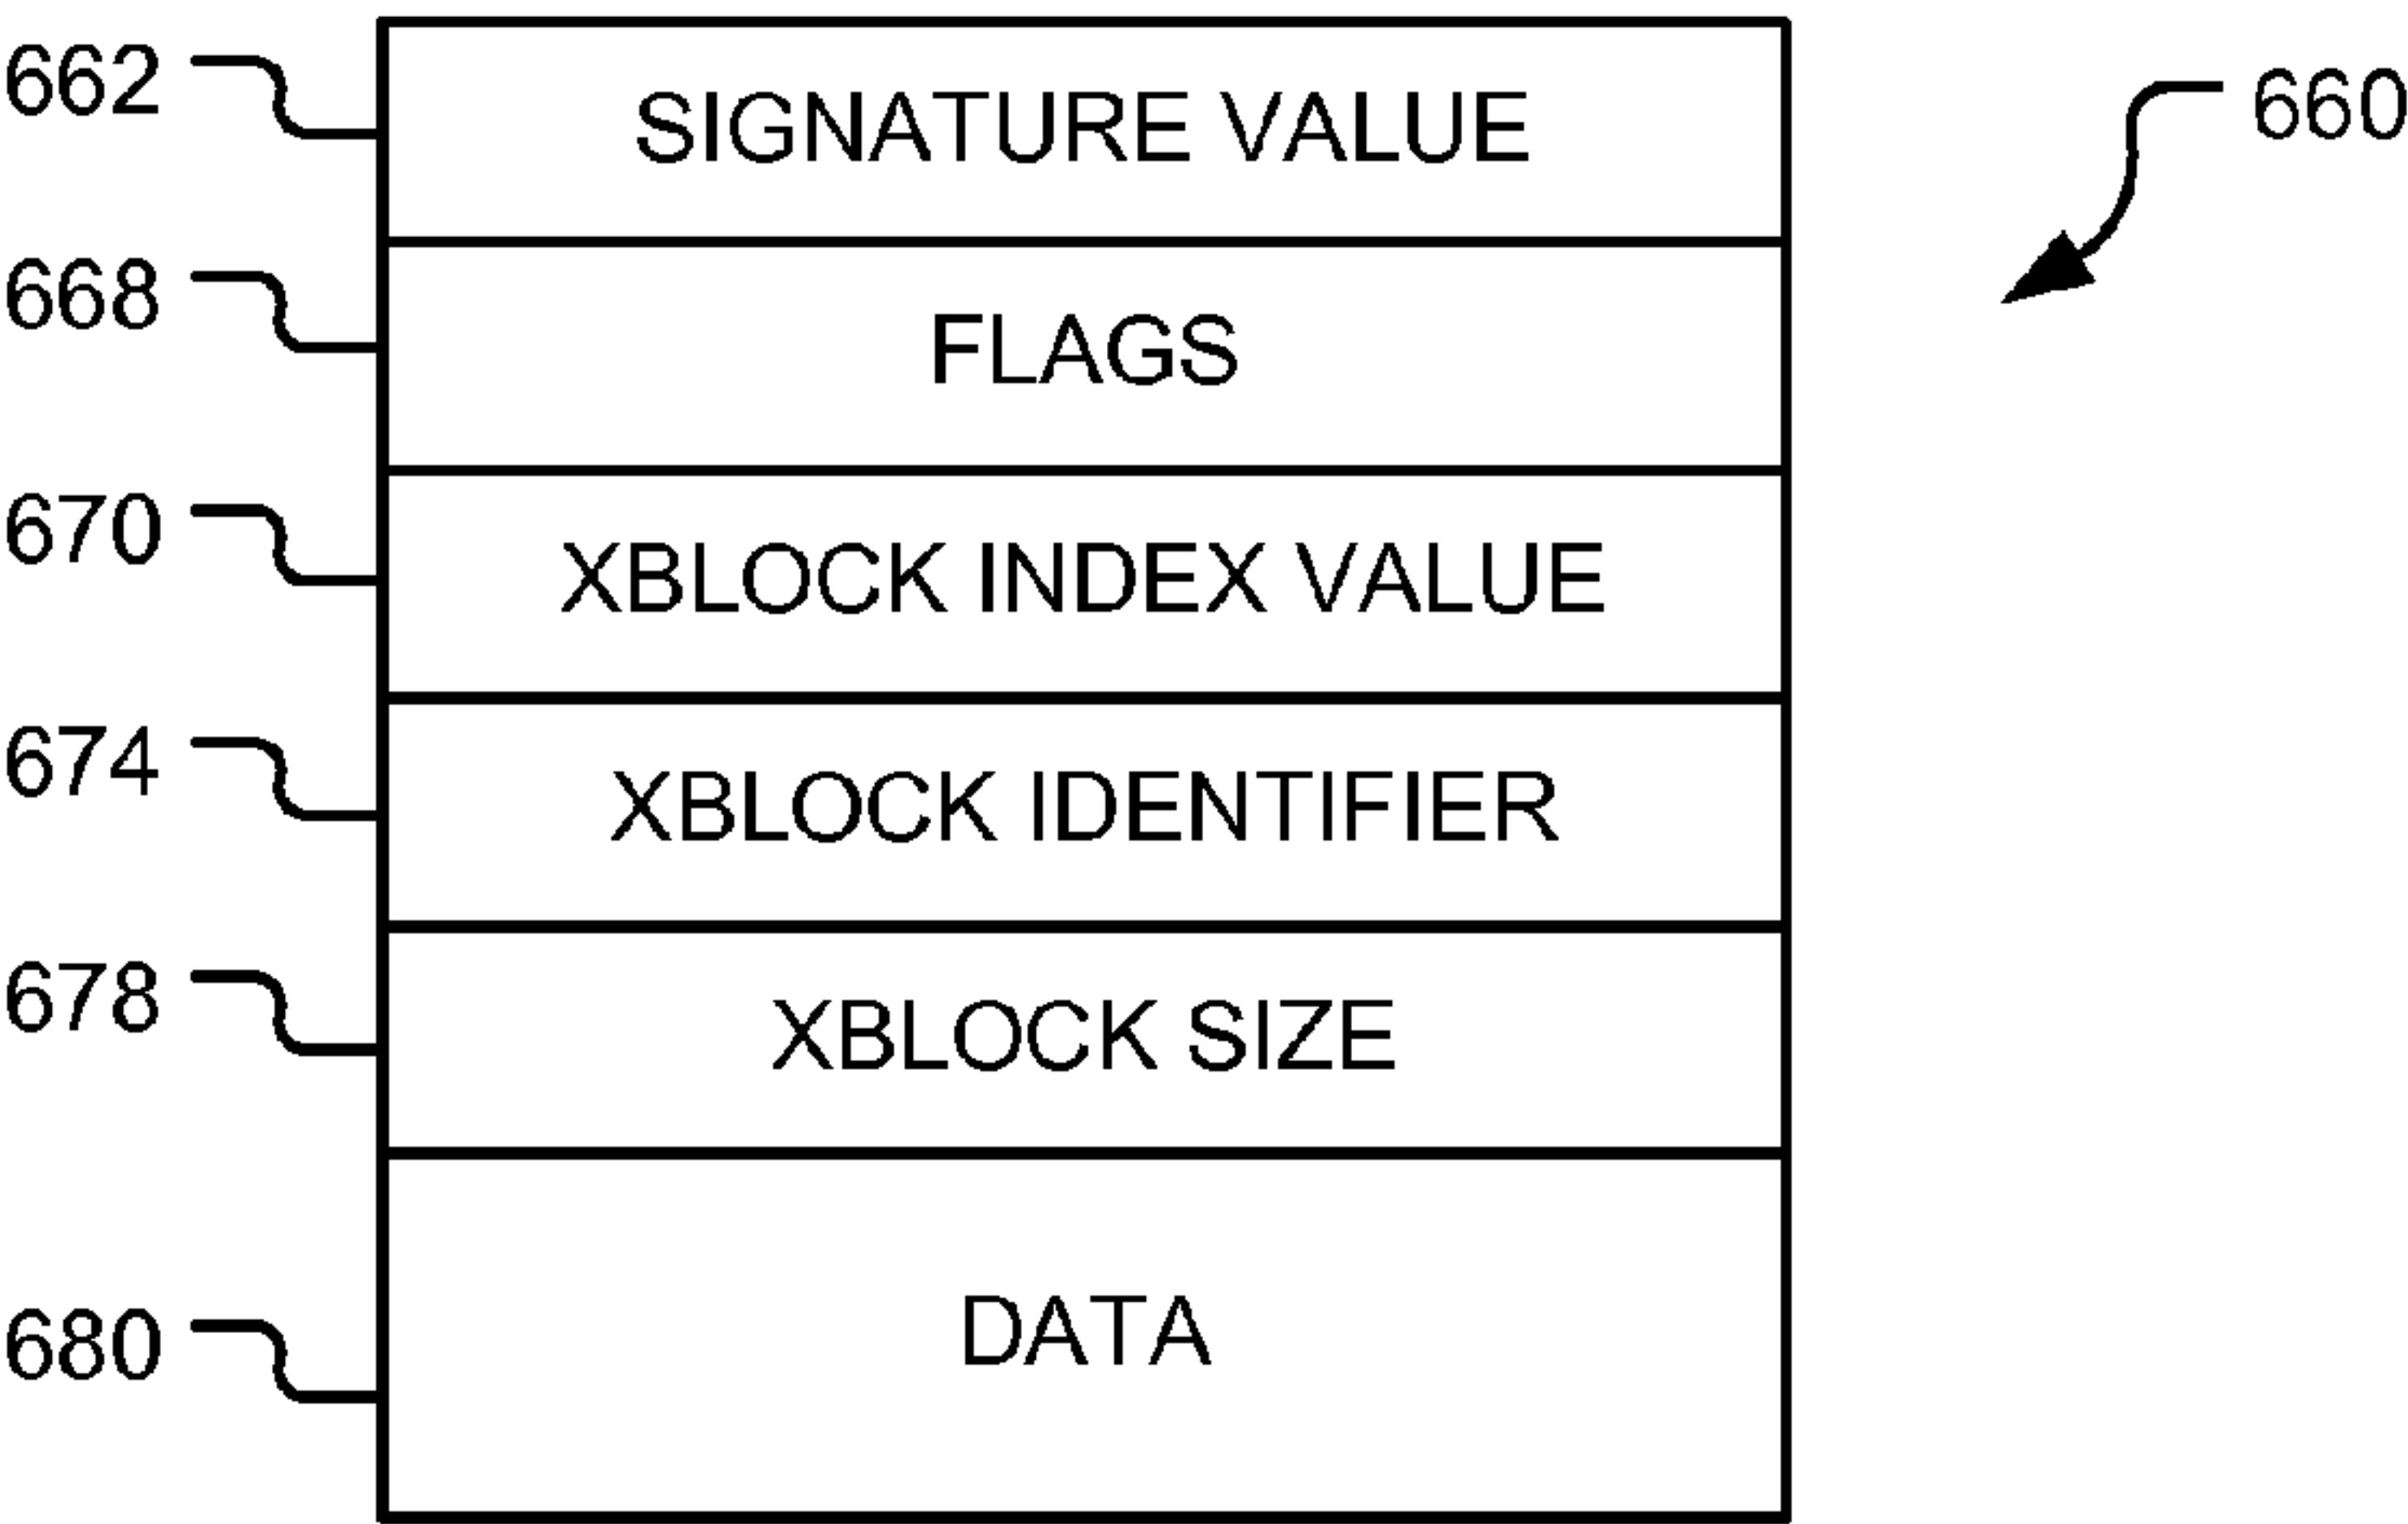 662 SIGNATURE VALUE 660
668 FLAGS
670 XBLOCK INDEX VALUE
674 XBLOCK IDENTIFIER
678 XBLOCK SIZE
680 DATA